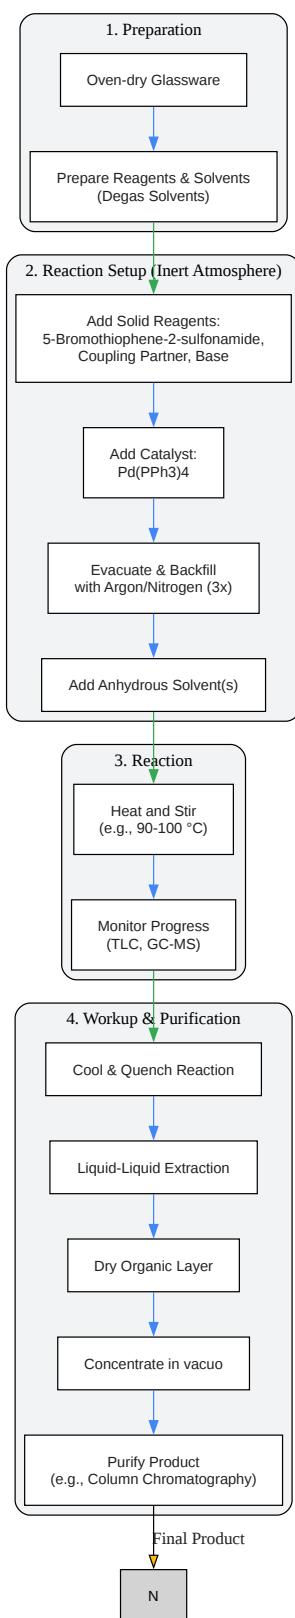 1. Preparation
Oven-dry Glassware
Prepare Reagents & Solvents
(Degas Solvents)
2. Reaction Setup (Inert Atmosphere)
Add Solid Reagents:
5-Bromothiophene-2-sulfonamide,
Coupling Partner, Base
Add Catalyst:
Pd(PPh3)4
Evacuate & Backfill
with Argon/Nitrogen (3x)
Add Anhydrous Solvent(s)
3. Reaction
Heat and Stir
(e.g., 90-100 °C)
Monitor Progress
(TLC, GC-MS)
4. Workup & Purification
Cool & Quench Reaction
Liquid-Liquid Extraction
Dry Organic Layer
Concentrate in vacuo
Purify Product
(e.g., Column Chromatography)
Final Product
N